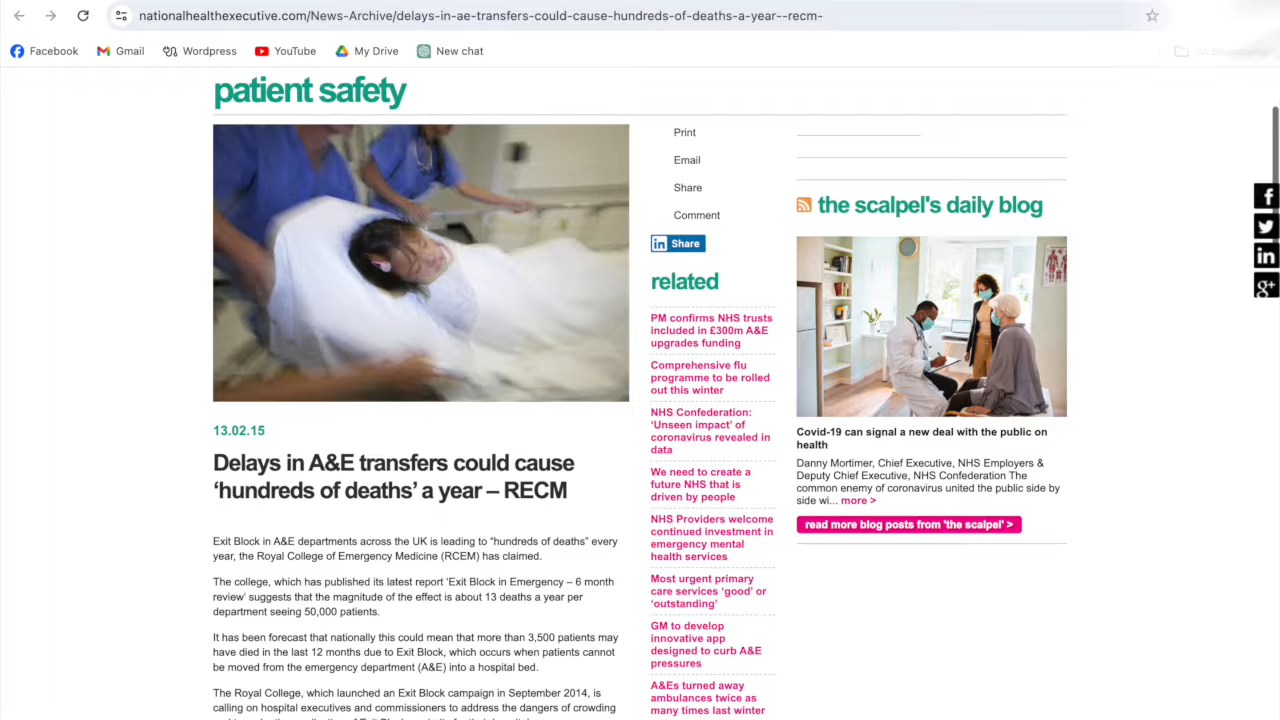 nationalhealthexecutive.com/News-Archive/delays-in-ae-transfers-could-cause-hundreds-of-deaths-a-year--recm-
Facebook
Gmail
Wordpress
YouTube
My Drive
New chat
patient safety
13.02.15
Delays in A&E transfers could cause
‘hundreds of deaths’ a year – RECM
Exit Block in A&E departments across the UK is leading to “hundreds of deaths” every
year, the Royal College of Emergency Medicine (RCEM) has claimed.
The college, which has published its latest report ‘Exit Block in Emergency – 6 month
review’ suggests that the magnitude of the effect is about 13 deaths a year per
department seeing 50,000 patients.
It has been forecast that nationally this could mean that more than 3,500 patients may
have died in the last 12 months due to Exit Block, which occurs when patients cannot
be moved from the emergency department (A&E) into a hospital bed.
The Royal College, which launched an Exit Block campaign in September 2014, is
calling on hospital executives and commissioners to address the dangers of crowding
Print
Email
Share
Comment
in Share
related
PM confirms NHS trusts
included in £300m A&E
upgrades funding
Comprehensive flu
programme to be rolled
out this winter
NHS Confederation:
‘Unseen impact’ of
coronavirus revealed in
data
We need to create a
future NHS that is
driven by people
NHS Providers welcome
continued investment in
emergency mental
health services
Most urgent primary
care services ‘good’ or
‘outstanding’
GM to develop
innovative app
designed to curb A&E
pressures
A&Es turned away
ambulances twice as
many times last winter
the scalpel's daily blog
Covid-19 can signal a new deal with the public on
health
Danny Mortimer, Chief Executive, NHS Employers &
Deputy Chief Executive, NHS Confederation The
common enemy of coronavirus united the public side by
side wi... more >
read more blog posts from 'the scalpel' >
f
in
g+